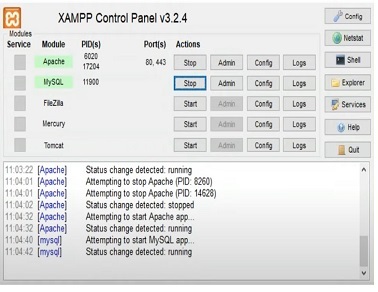 XAMPP Control Panel v3.2.4
Modules
Service Module PID(s) Port(s) Actions
Apache 6020 17204 80, 443 Stop Admin Config Logs
MySQL 11900 Stop Admin Config Logs
FileZilla Start Admin Config Logs
Mercury Start Admin Config Logs
Tomcat Start Admin Config Logs
Config
Netstat
Shell
Explorer
Services
Help
Quit
11:03:22 [Apache] Status change detected: running
11:04:01 [Apache] Attempting to stop Apache (PID: 8260)
11:04:01 [Apache] Attempting to stop Apache (PID: 14628)
11:04:02 [Apache] Status change detected: stopped
11:04:32 [Apache] Attempting to start Apache app...
11:04:32 [Apache] Status change detected: running
11:04:40 [mysql] Attempting to start MySQL app...
11:04:42 [mysql] Status change detected: running